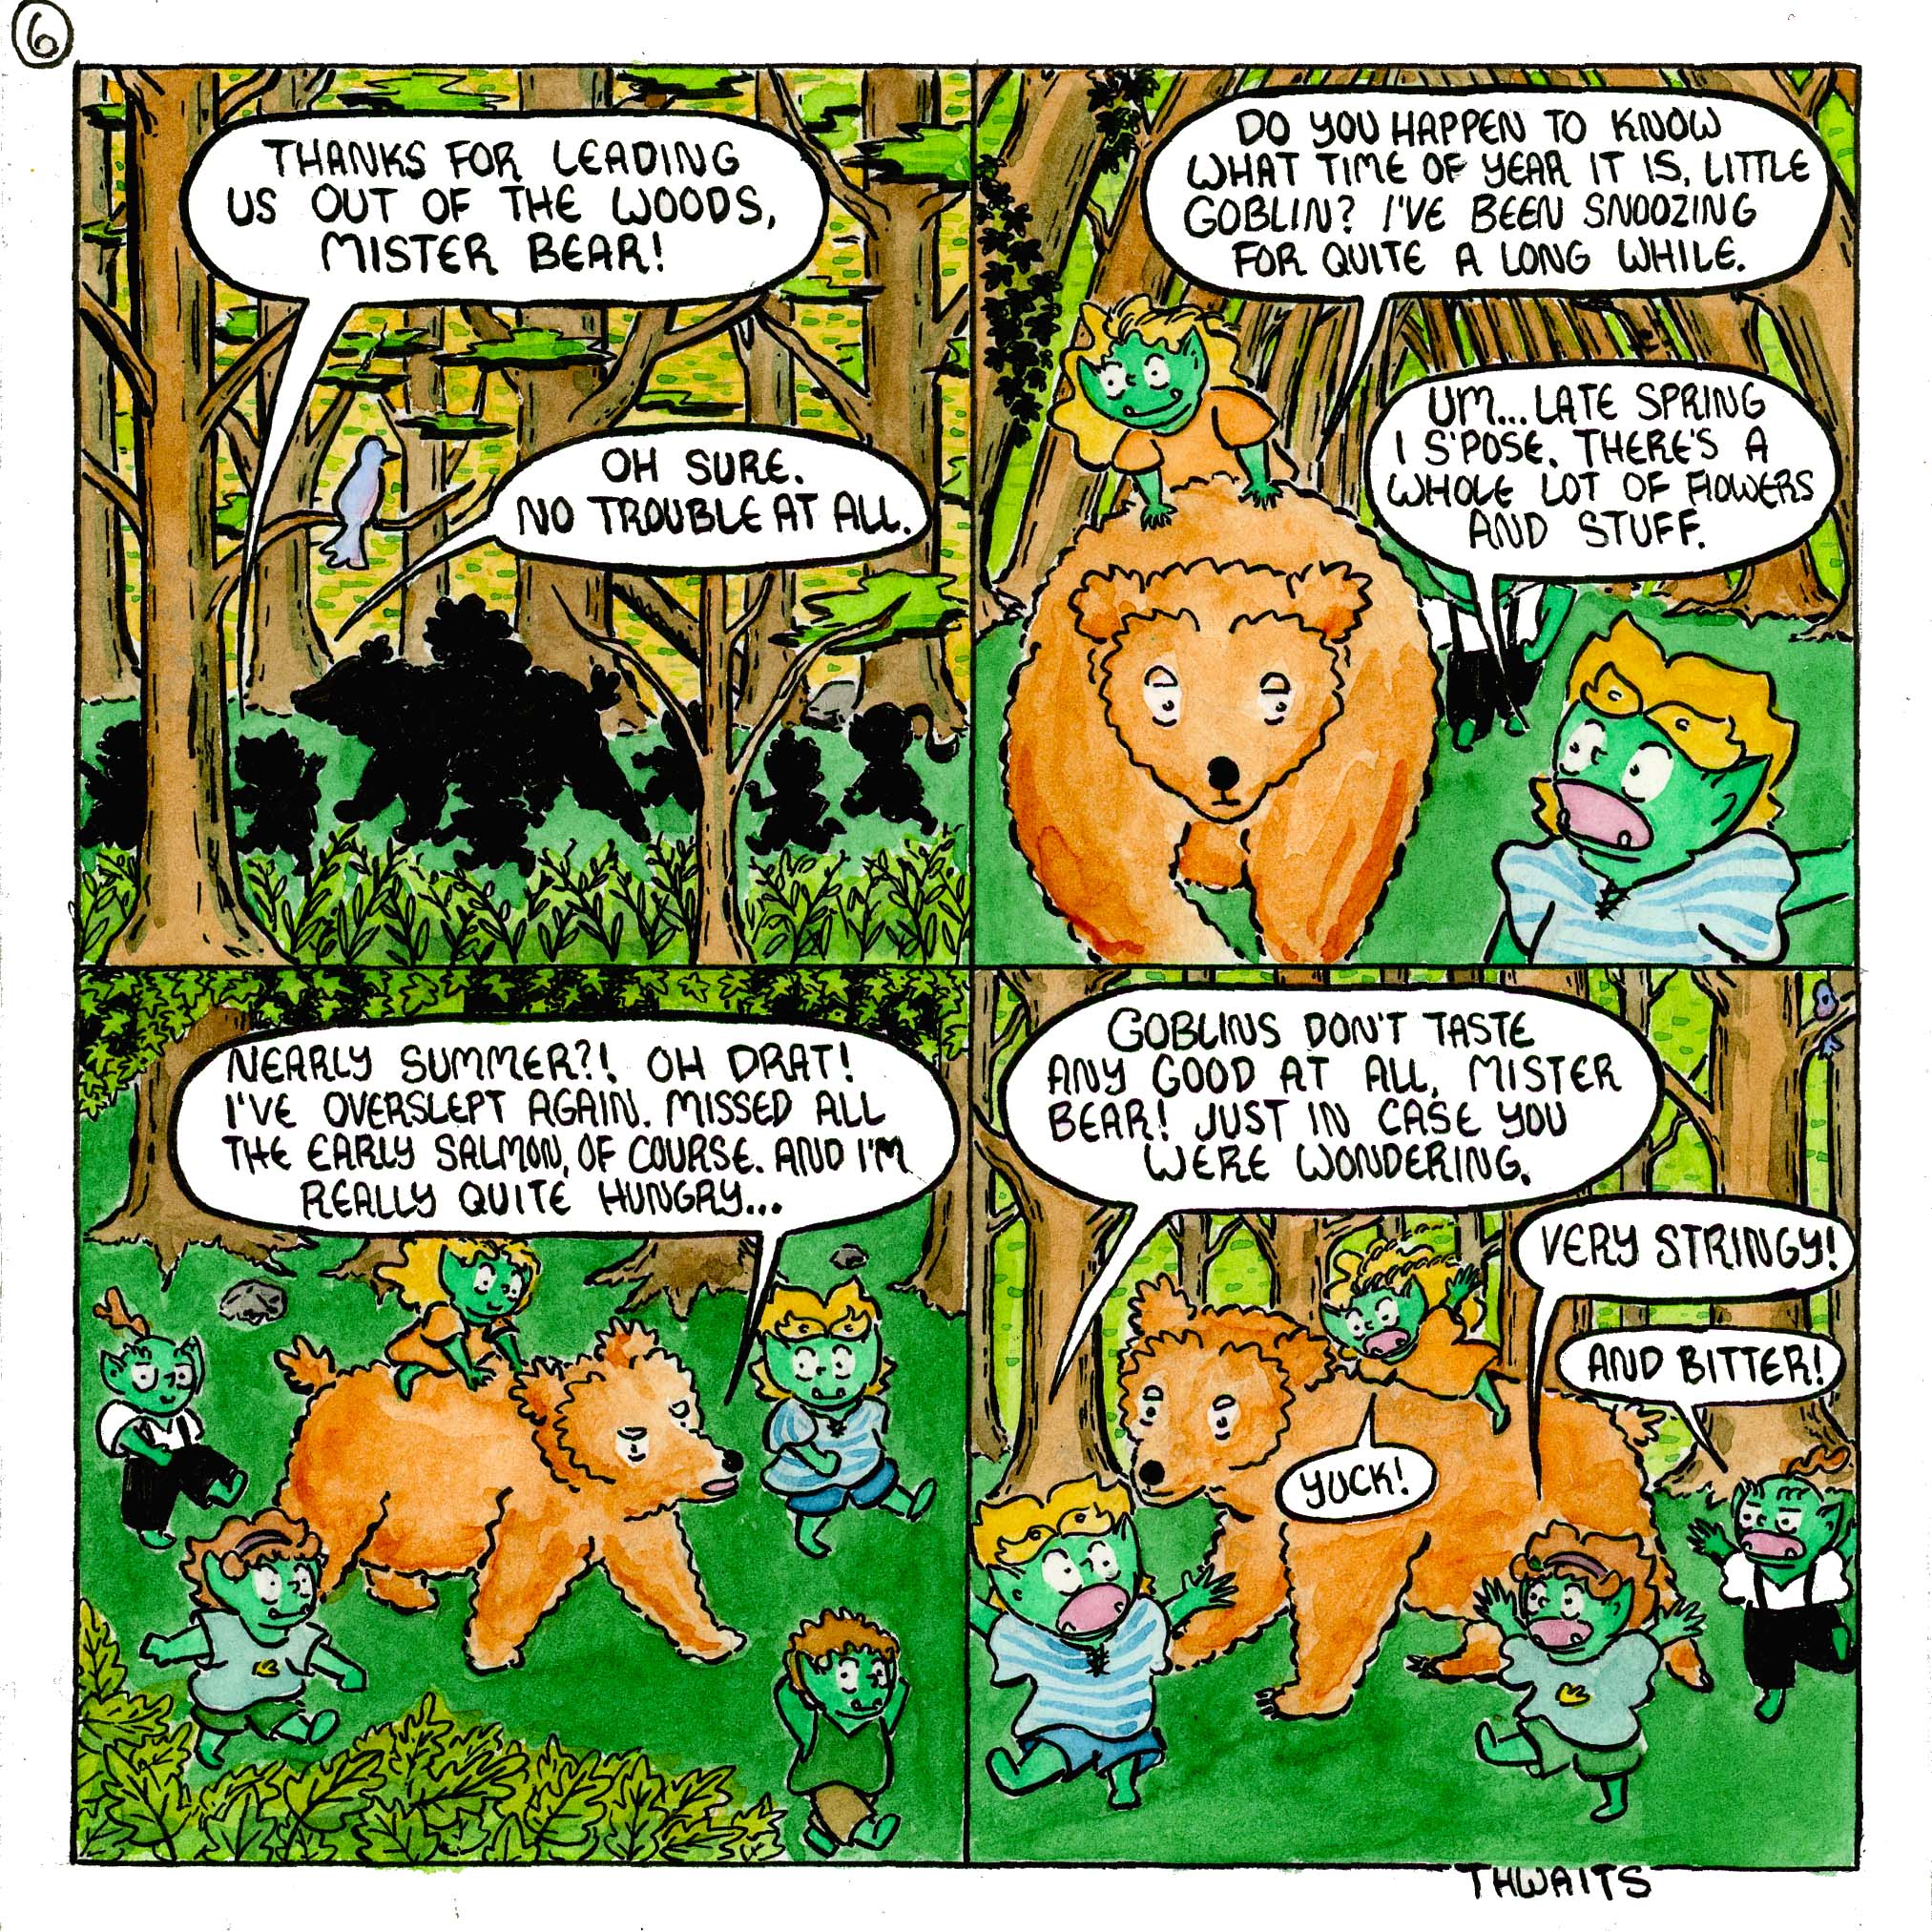 6
THANKS FOR LEADING
US OUT OF THE WOODS,
MISTER BEAR!
OH SURE.
NO TROUBLE AT ALL.
DO YOU HAPPEN TO KNOW
WHAT TIME OF YEAR IT IS, LITTLE
GOBLIN? I'VE BEEN SNOOZING
FOR QUITE A LONG WHILE.
UM... LATE SPRING
I S'POSE. THERE'S A
WHOLE LOT OF FLOWERS
AND STUFF.
NEARLY SUMMER?! OH DRAT!
I'VE OVERSLEPT AGAIN. MISSED ALL
THE EARLY SALMON, OF COURSE. AND I'M
REALLY QUITE HUNGRY...
GOBLINS DON'T TASTE
ANY GOOD AT ALL, MISTER
BEAR! JUST IN CASE YOU
WERE WONDERING.
VERY STRINGY!
AND BITTER!
YUCK!
THWAITS